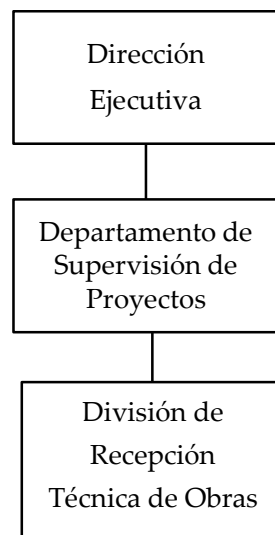 Dirección
Ejecutiva
Departamento de
Supervisión de
Proyectos
División de
Recepción
Técnica de Obras